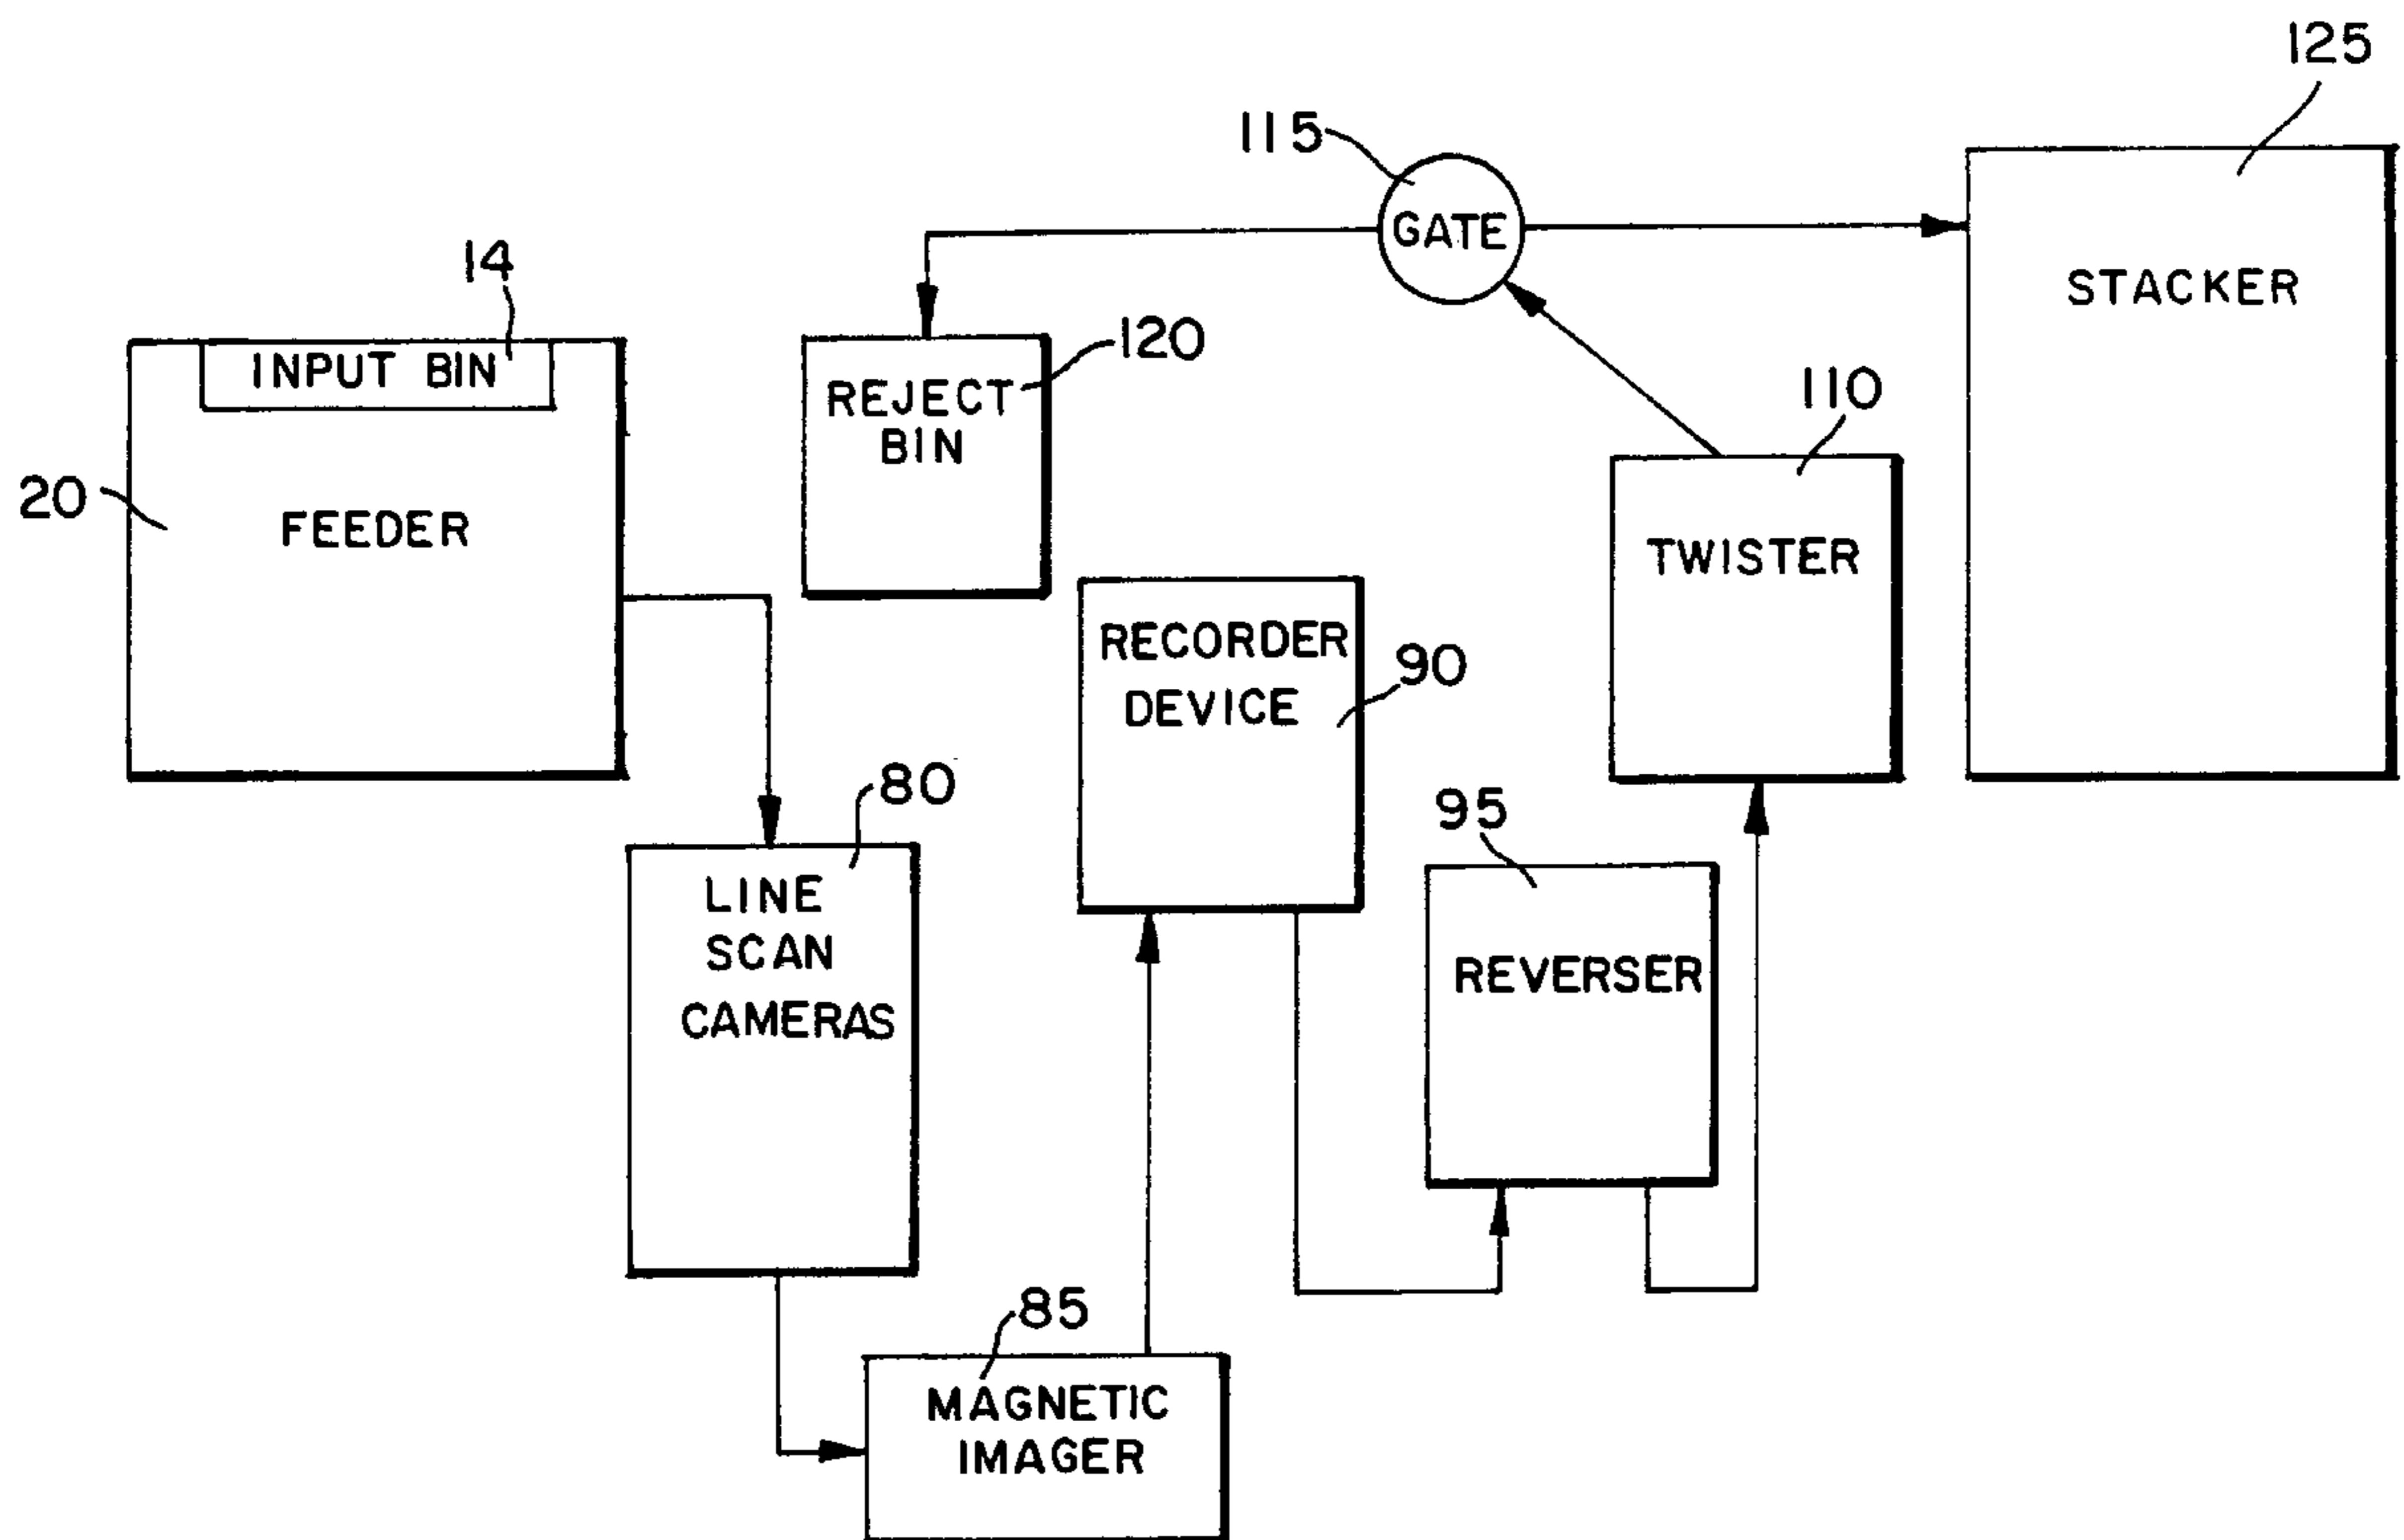 125
115
GATE
STACKER
14
INPUT BIN
120
REJECT
BIN
110
20
FEEDER
TWISTER
RECORDER
DEVICE
90
80
95
LINE
SCAN
CAMERAS
REVERSER
85
MAGNETIC
IMAGER